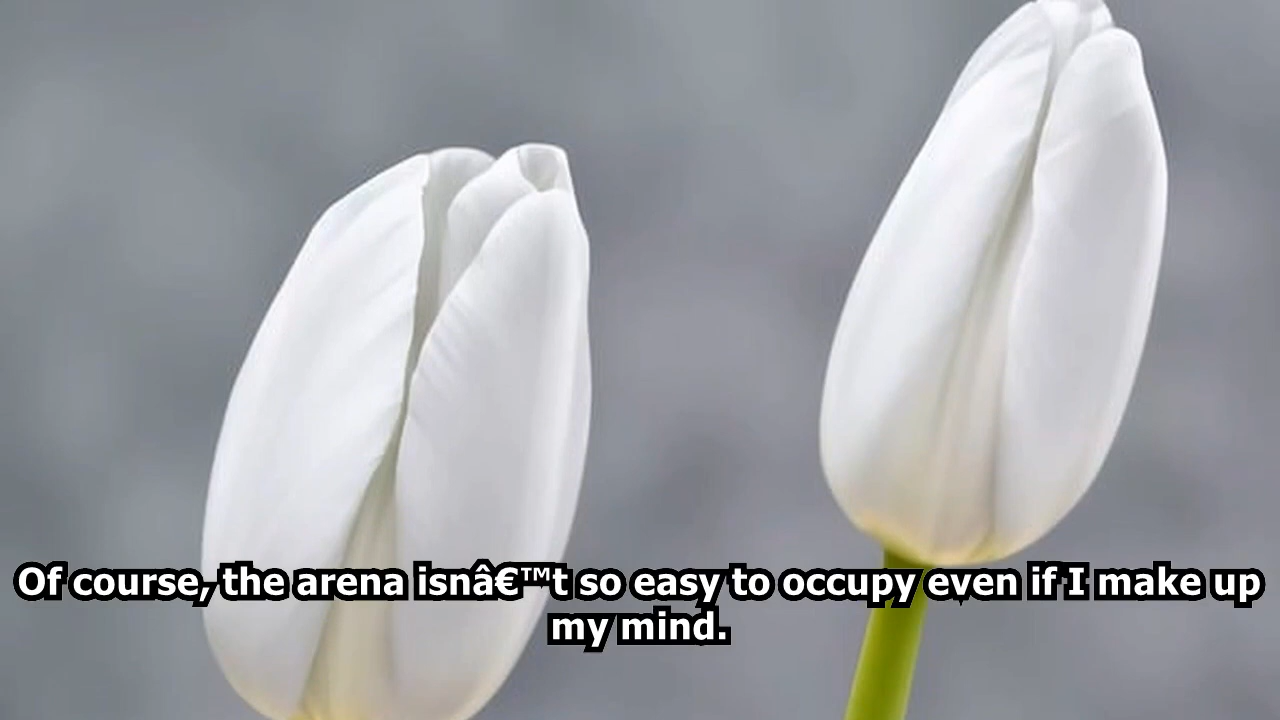 Of course, the arena isnâ€™t so easy to occupy even if I make up
my mind.